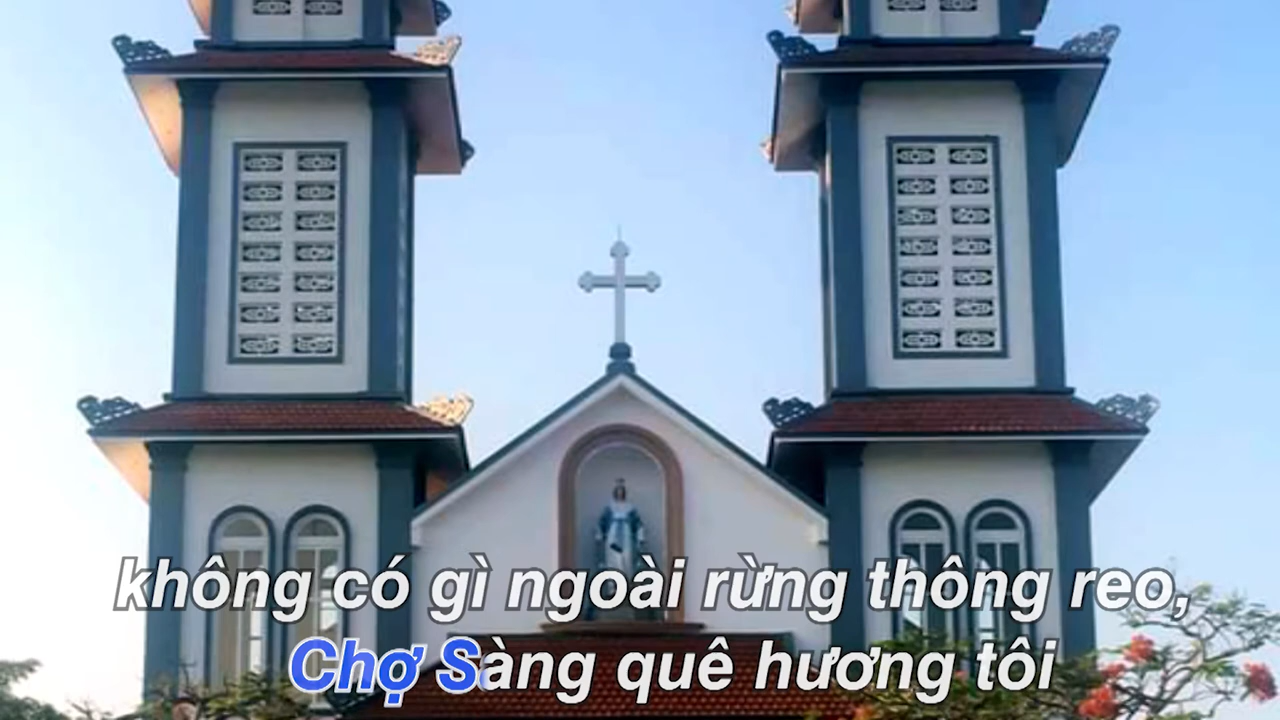 không có gì ngoài rừng thông reo,
Chợ Sàng quê hương tôi